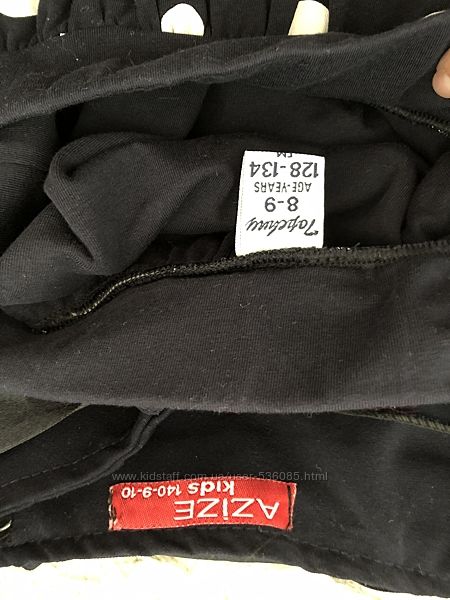 Topchuy
8-9
AGE-YEARS
128-134
CM
www.kidstaff.com.ua/user-536085.html
AZiZE
kids 140-9-10